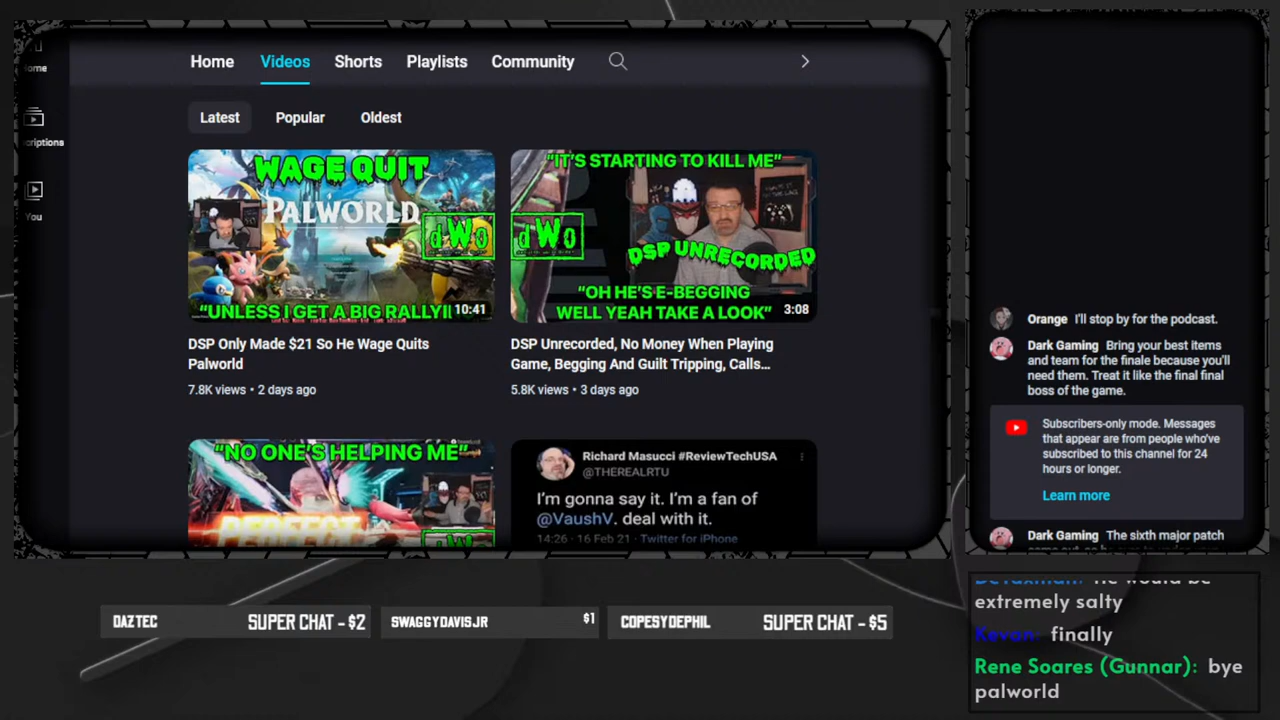 Home
Videos
Shorts
Playlists
Community
ome
criptions
You
Latest
Popular
Oldest
WAGE QUIT
PALWORLD
dWo
"UNLESS I GET A BIG RALLY
10:41
DSP Only Made $21 So He Wage Quits
Palworld
7.8K views • 2 days ago
"IT'S STARTING TO KILL ME"
dWo
DSP UNRECORDED
"OH HE'S E-BEGGING
WELL YEAH TAKE A LOOK"
3:08
DSP Unrecorded, No Money When Playing
Game, Begging And Guilt Tripping, Calls...
5.8K views • 3 days ago
"NO ONE'S HELPING ME"
PERFECT
dWo
Richard Masucci #ReviewTechUSA
@THEREALRTU
I'm gonna say it. I'm a fan of
@VaushV. deal with it.
14:26 · 16 Feb 21 · Twitter for iPhone
Orange I'll stop by for the podcast.
Dark Gaming Bring your best items
and team for the finale because you'll
need them. Treat it like the final final
boss of the game.
Subscribers-only mode. Messages
that appear are from people who've
subscribed to this channel for 24
hours or longer.
Learn more
Dark Gaming The sixth major patch
DAZTEC
SUPER CHAT - $2
SWAGGYDAVISJR
$1
COPESYDEPHIL
SUPER CHAT - $5
he would be
extremely salty
Kevon: finally
Rene Soares (Gunnar): bye
palworld